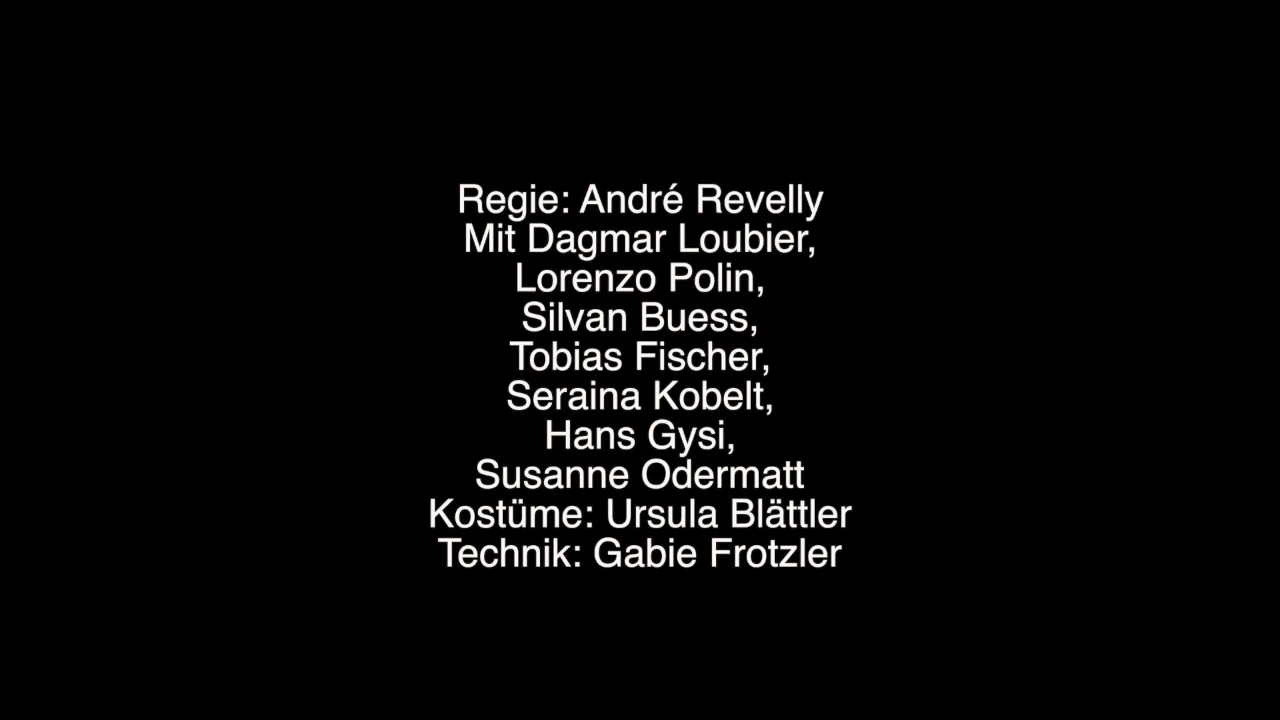 Regie: André Revelly
Mit Dagmar Loubier,
Lorenzo Polin,
Silvan Buess,
Tobias Fischer,
Seraina Kobelt,
Hans Gysi,
Susanne Odermatt
Kostüme: Ursula Blättler
Technik: Gabie Frotzler